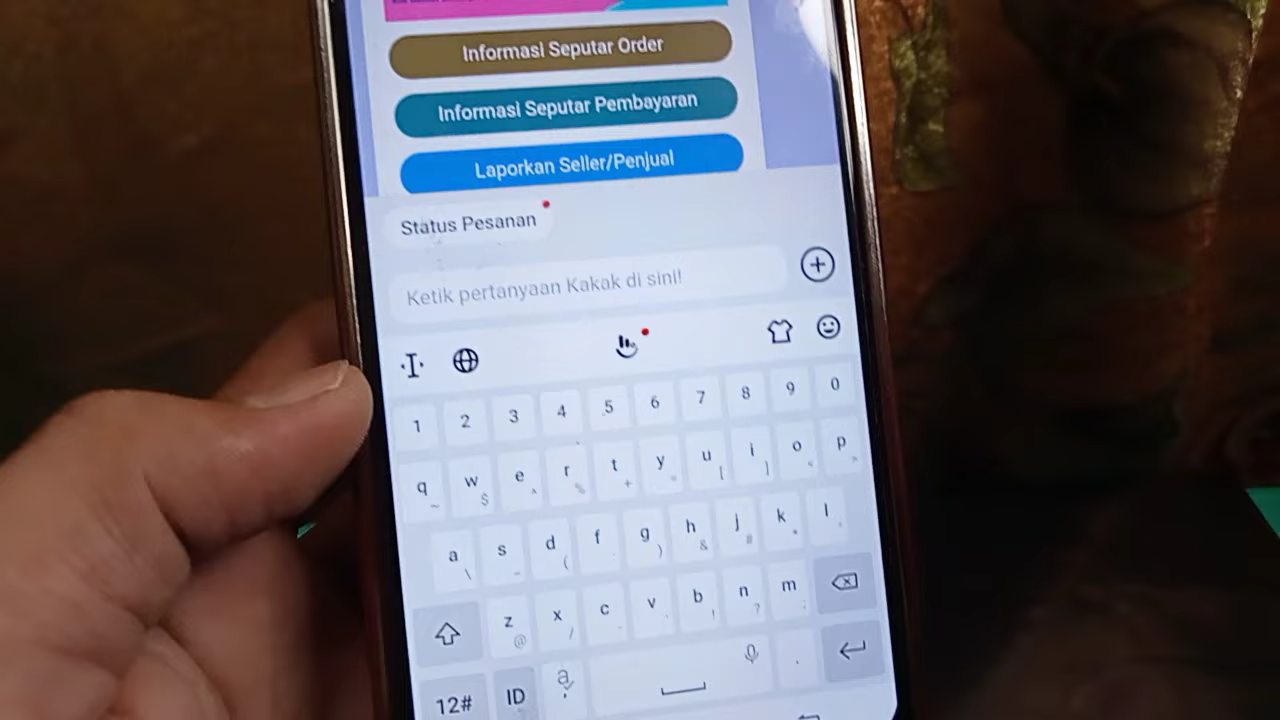 Informasi Seputar Order
Informasi Seputar Pembayaran
Laporkan Seller/Penjual
Status Pesanan
Ketik pertanyaan Kakak di sini!
1 2 3 4 5 6 7 8 9 0
q w e r t y u i o p
~ $ ^ % + = [ ] < >
a s d f g h j k l
\ _ ( ) & # *
z x c v b n m
@ / - ! ? ;
12# ID a .